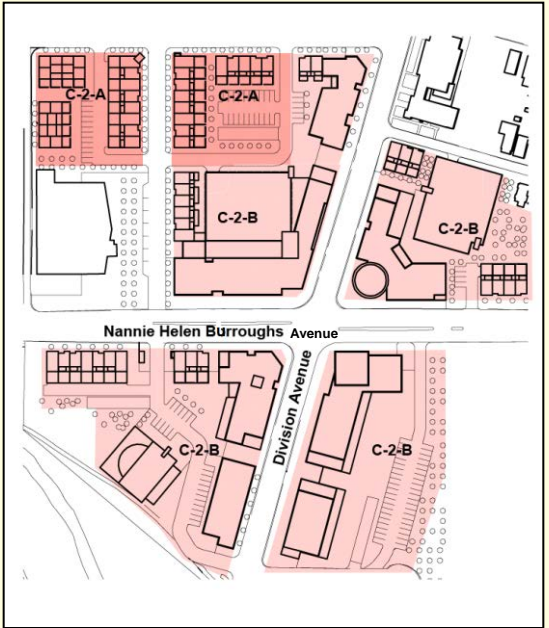 C-2-A
C-2-A
C-2-B
C-2-B
Nannie Helen Burroughs Avenue
Division Avenue
C-2-B
C-2-B